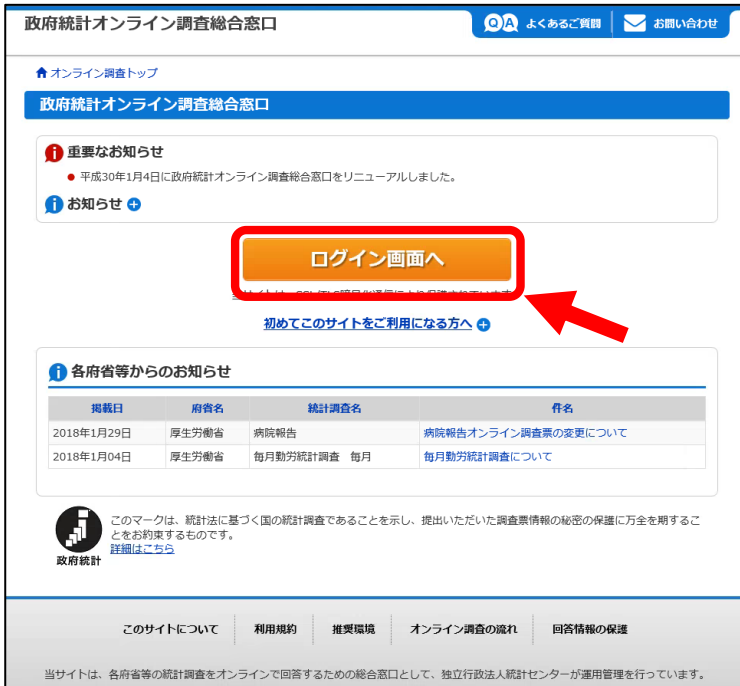 政府統計オンライン調査総合窓口
QA よくあるご質問
お問い合わせ
オンライン調査トップ
政府統計オンライン調査総合窓口
重要なお知らせ
平成30年1月4日に政府統計オンライン調査総合窓口をリニューアルしました。
お知らせ
ログイン画面へ
初めてこのサイトをご利用になる方へ
各府省等からのお知らせ
掲載日 府省名 統計調査名 件名
2018年1月29日 厚生労働省 病院報告 病院報告オンライン調査票の変更について
2018年1月04日 厚生労働省 毎月勤労統計調査 毎月 毎月勤労統計調査について
このマークは、統計法に基づく国の統計調査であることを示し、提出いただいた調査票情報の秘密の保護に万全を期するこ
とをお約束するものです。
詳細はこちら
政府統計
このサイトについて 利用規約 推奨環境 オンライン調査の流れ 回答情報の保護
当サイトは、各府省等の統計調査をオンラインで回答するための総合窓口として、独立行政法人統計センターが運用管理を行っています。